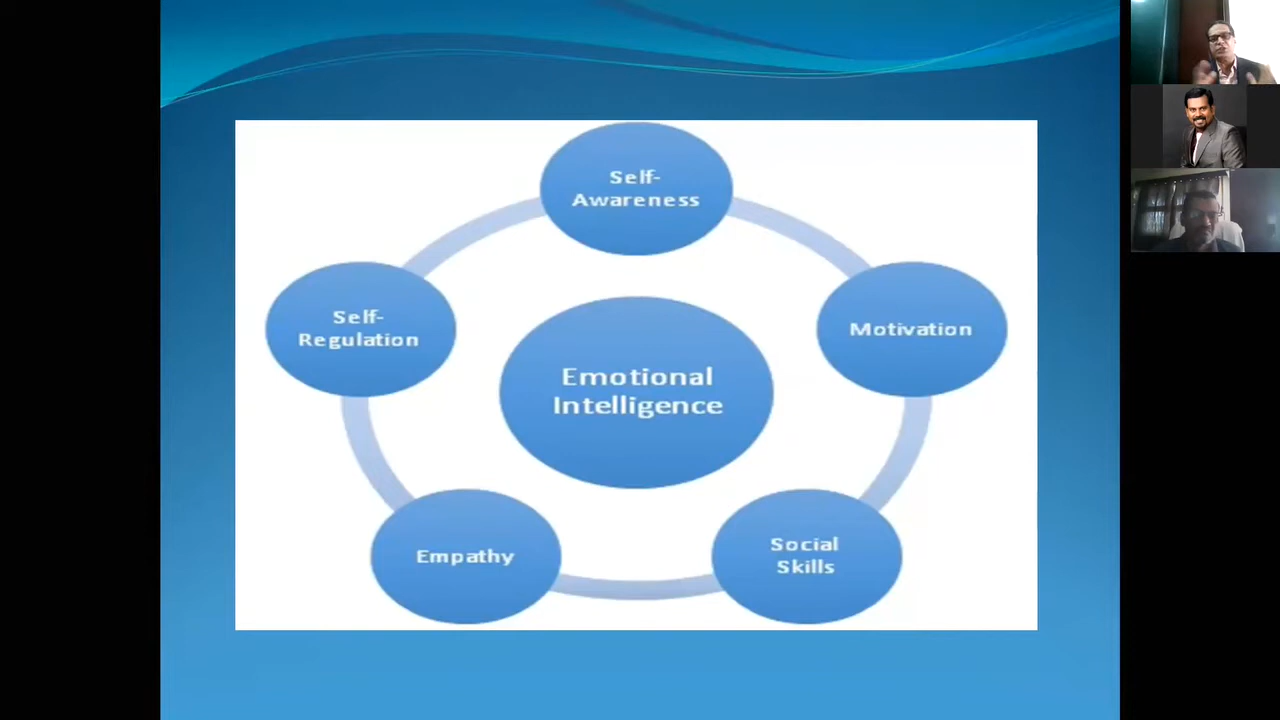 Self-
Awareness
Self-
Regulation
Motivation
Emotional
Intelligence
Empathy
Social
Skills